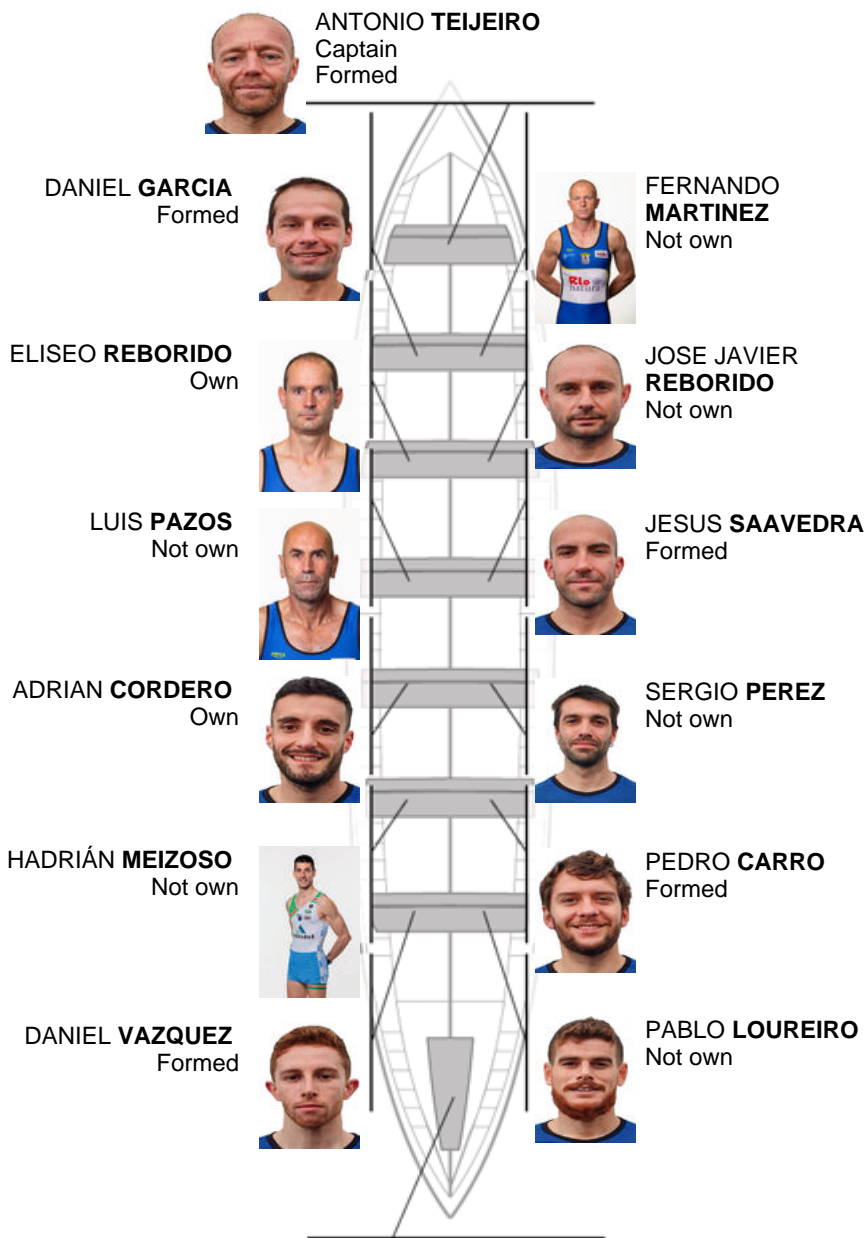 ANTONIO TEIJEIRO
Captain
Formed
DANIEL GARCIA
Formed
FERNANDO
MARTINEZ
Not own
ELISEO REBORIDO
Own
JOSE JAVIER
REBORIDO
Not own
LUIS PAZOS
Not own
JESUS SAAVEDRA
Formed
ADRIAN CORDERO
Own
SERGIO PEREZ
Not own
HADRIÁN MEIZOSO
Not own
PEDRO CARRO
Formed
DANIEL VAZQUEZ
Formed
PABLO LOUREIRO
Not own